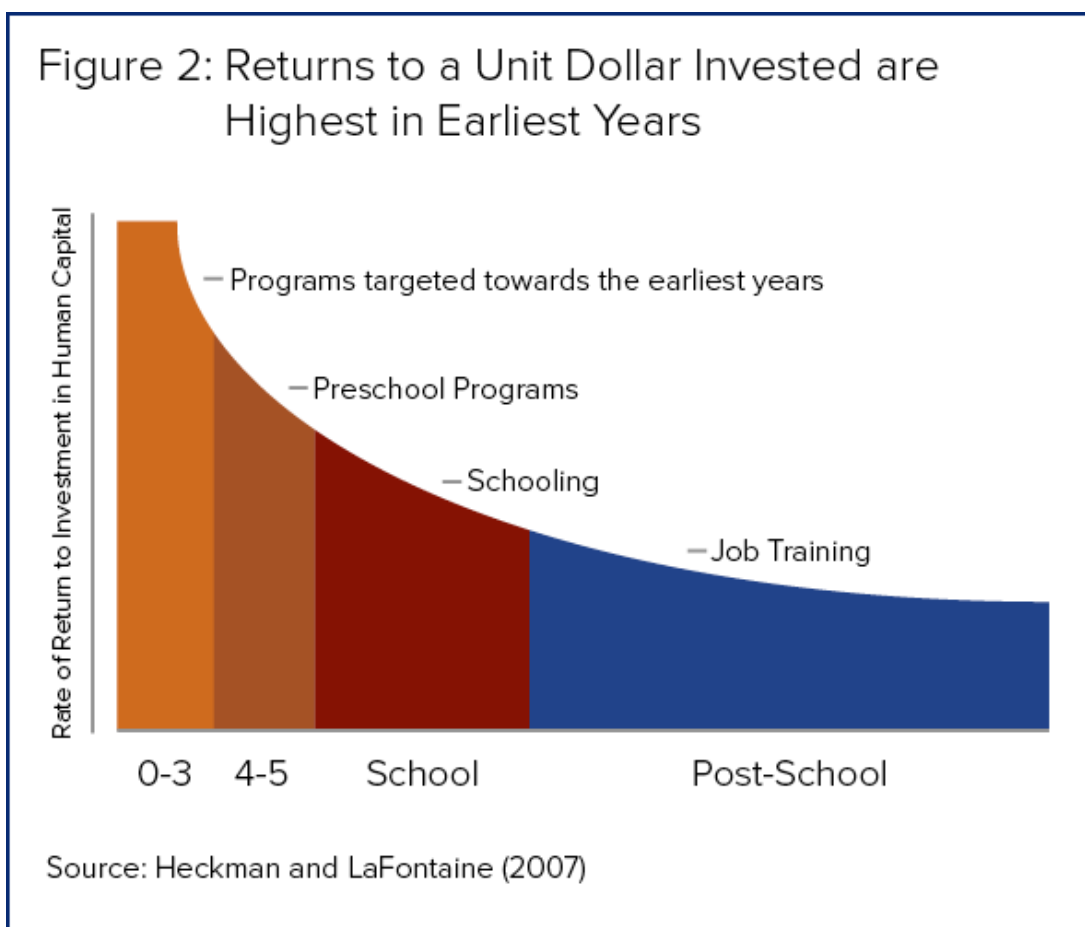 Figure 2: Returns to a Unit Dollar Invested are
Highest in Earliest Years
Rate of Return to Investment in Human Capital
Programs targeted towards the earliest years
Preschool Programs
Schooling
Job Training
0-3 4-5 School Post-School
Source: Heckman and LaFontaine (2007)